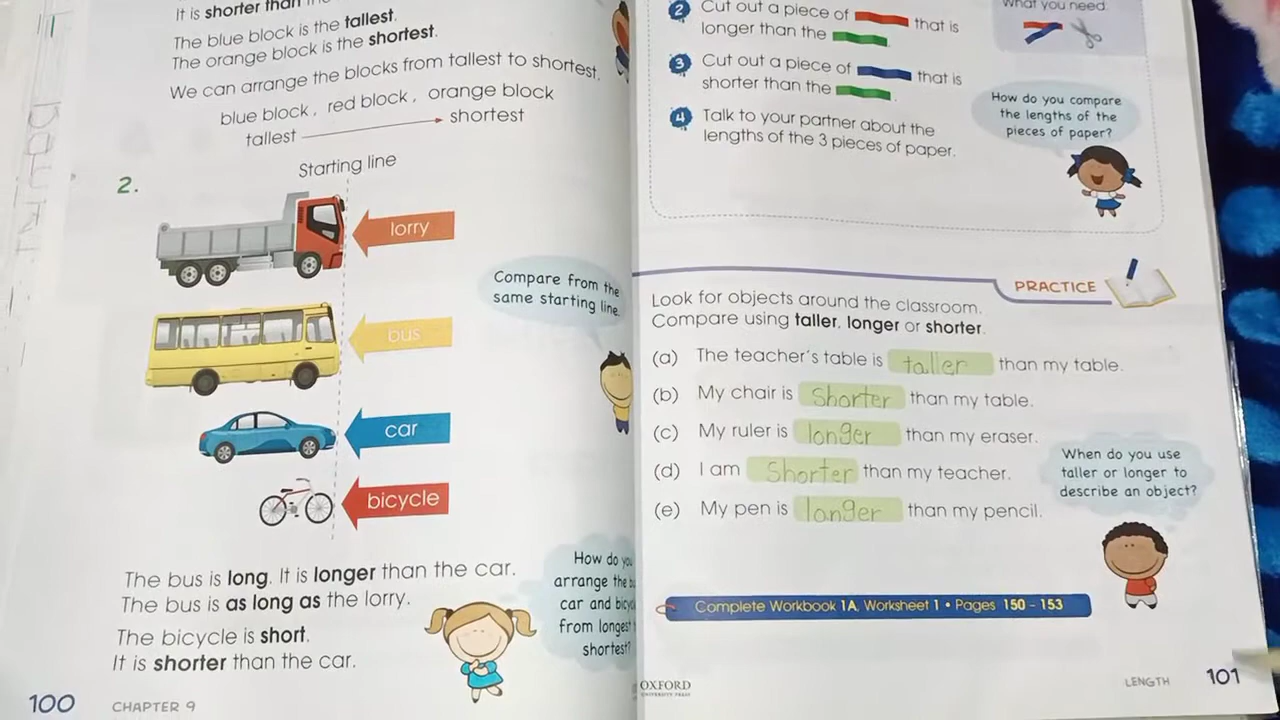 It is shorter than
The blue block is the tallest.
The orange block is the shortest.
We can arrange the blocks from tallest to shortest.
blue block, red block, orange block
tallest shortest
Starting line
2.
lorry
bus
car
bicycle
Compare from the
same starting line.
The bus is long. It is longer than the car.
The bus is as long as the lorry.
The bicycle is short.
It is shorter than the car.
How do you
arrange the
car and
from longest
shortest?
100 CHAPTER 9
2 Cut out a piece of that is
longer than the .
3 Cut out a piece of that is
shorter than the .
4 Talk to your partner about the
lengths of the 3 pieces of paper.
What you need:
How do you compare
the lengths of the
pieces of paper?
PRACTICE
Look for objects around the classroom.
Compare using taller, longer or shorter.
(a) The teacher's table is taller than my table.
(b) My chair is Shorter than my table.
(c) My ruler is longer than my eraser.
(d) I am Shorter than my teacher.
(e) My pen is longer than my pencil.
When do you use
taller or longer to
describe an object?
Complete Workbook 1A, Worksheet 1 • Pages 150 - 153
OXFORD
UNIVERSITY PRESS
LENGTH 101